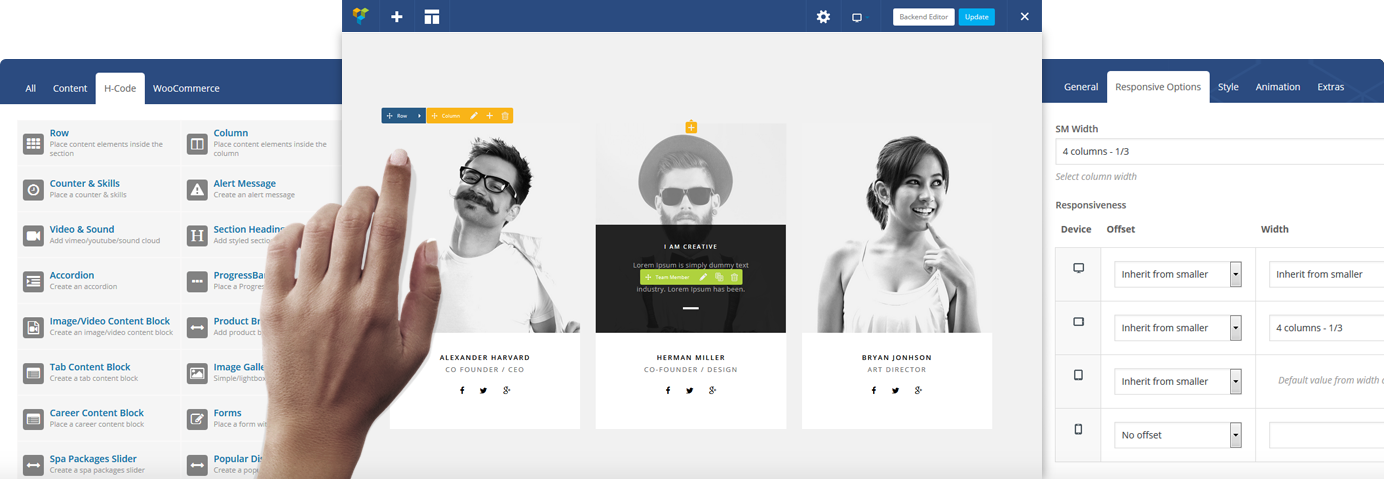 Backend Editor
Update
All
Content
H-Code
WooCommerce
Row
Place content elements inside the
section
Column
Place content elements inside the
column
Counter & Skills
Place a counter & skills
Alert Message
Create an alert message
Video & Sound
Add vimeo/youtube/sound cloud
Section Heading
Add styled
Accordion
Create an accordion
ProgressBar
Place a
Image/Video Content Block
Create an image/video content block
Product
Add product
Tab Content Block
Create a tab content block
Image
Simple/lightbox
Career Content Block
Place a career content block
Forms
Place a form
Spa Packages Slider
Create a spa packages slider
Popular
Create a
Row
Column
I AM CREATIVE
Lorem Ipsum is simply dummy text
Team Member
industry. Lorem Ipsum has been.
ALEXANDER HARVARD
CO FOUNDER / CEO
HERMAN MILLER
CO-FOUNDER / DESIGN
BRYAN JONHSON
ART DIRECTOR
General
Responsive Options
Style
Animation
Extras
SM Width
4 columns - 1/3
Select column width
Responsiveness
Device
Offset
Width
Inherit from smaller
Inherit from smaller
Inherit from smaller
4 columns - 1/3
Inherit from smaller
Default value from width
No offset